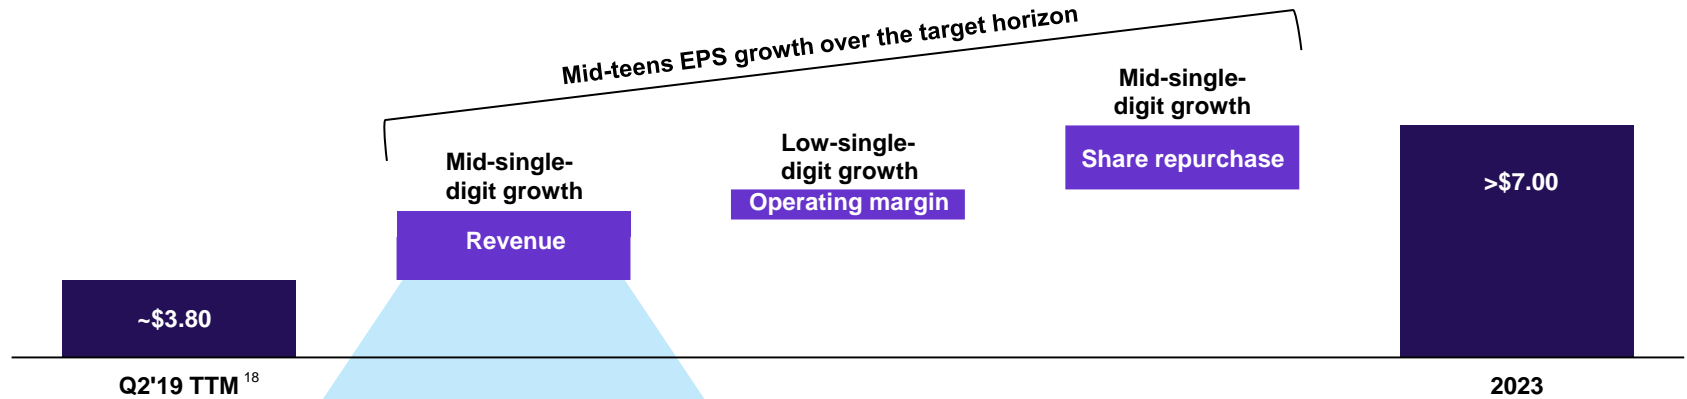 Mid-teens EPS growth over the target horizon
Mid-single-
digit growth
Revenue
Low-single-
digit growth
Operating margin
Mid-single-
digit growth
Share repurchase
~$3.80
>$7.00
Q2'19 TTM 18
2023